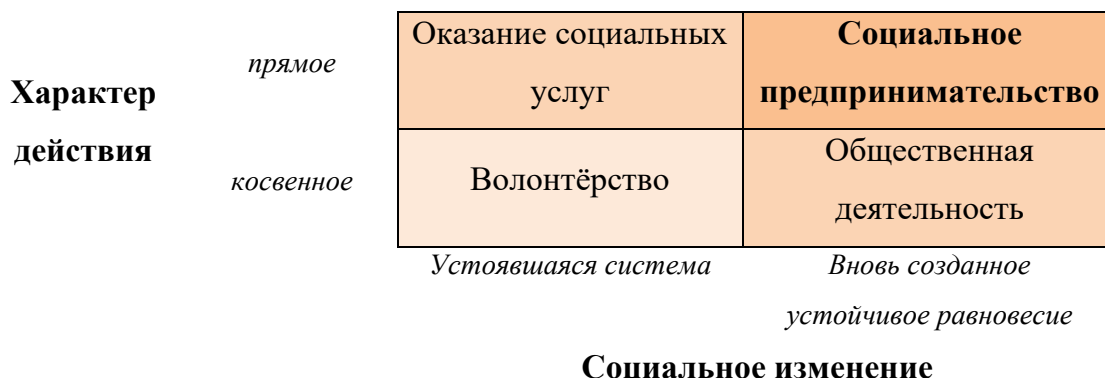 Характер
действия
прямое
Оказание социальных
услуг
Социальное
предпринимательство
косвенное
Волонтёрство
Общественная
деятельность
Устоявшаяся система
Вновь созданное
устойчивое равновесие
Социальное изменение